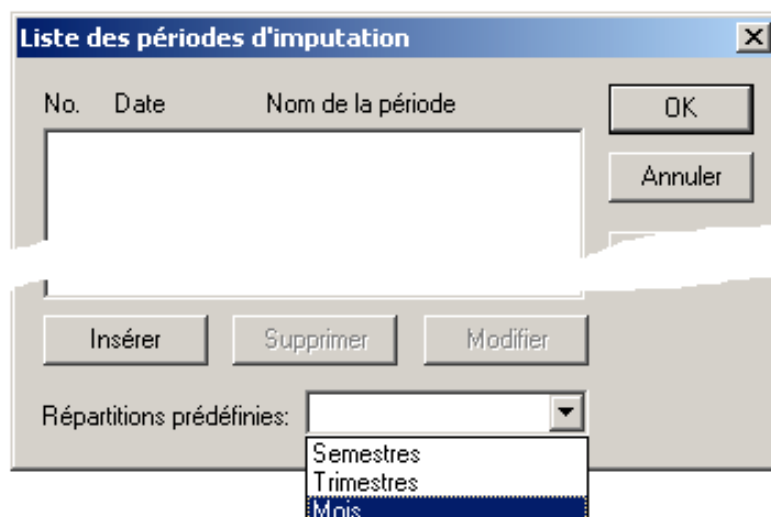 Liste des périodes d'imputation
No. Date Nom de la période
OK
Annuler
Insérer Supprimer Modifier
Répartitions prédéfinies:
Semestres
Trimestres
Mois